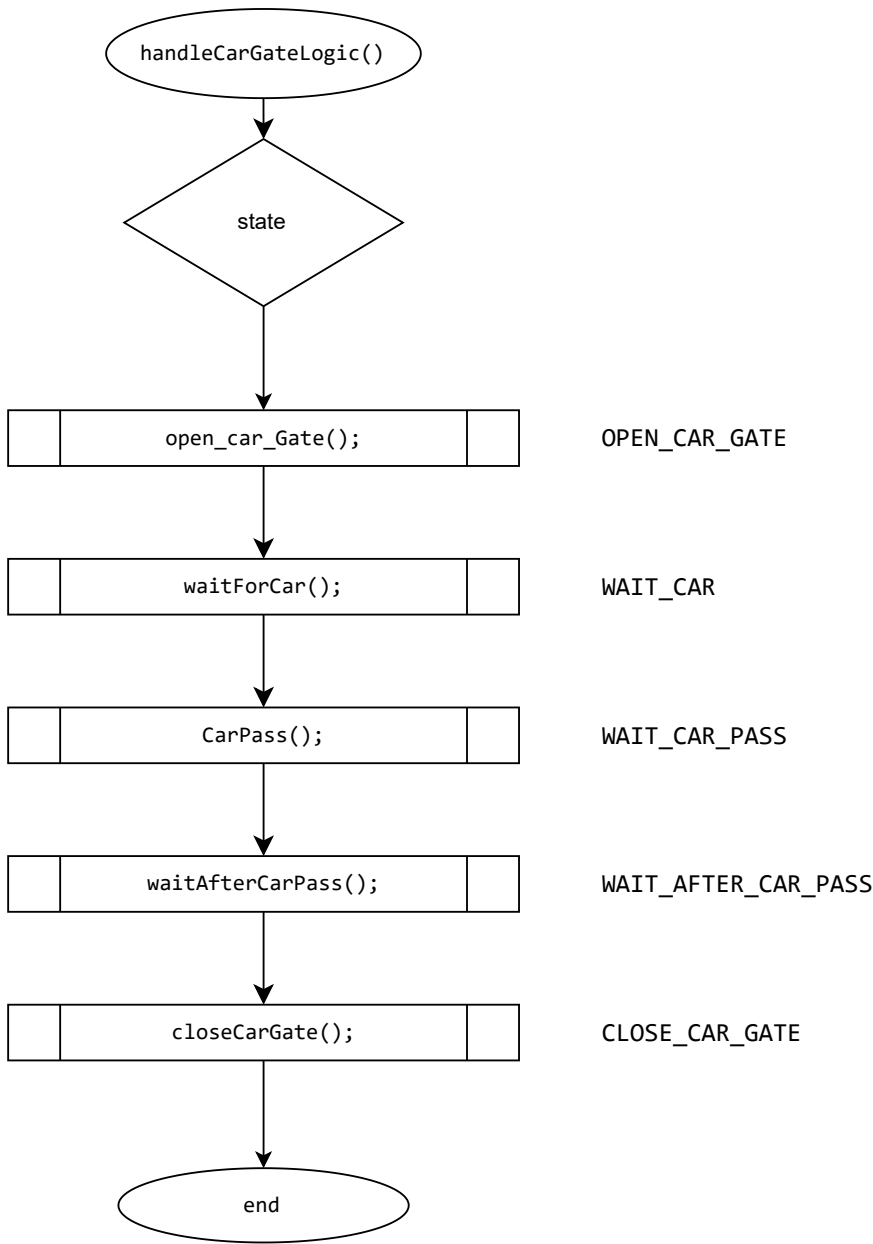 handleCarGateLogic()
state
open_car_Gate();
OPEN_CAR_GATE
waitForCar();
WAIT_CAR
CarPass();
WAIT_CAR_PASS
waitAfterCarPass();
WAIT_AFTER_CAR_PASS
closeCarGate();
CLOSE_CAR_GATE
end